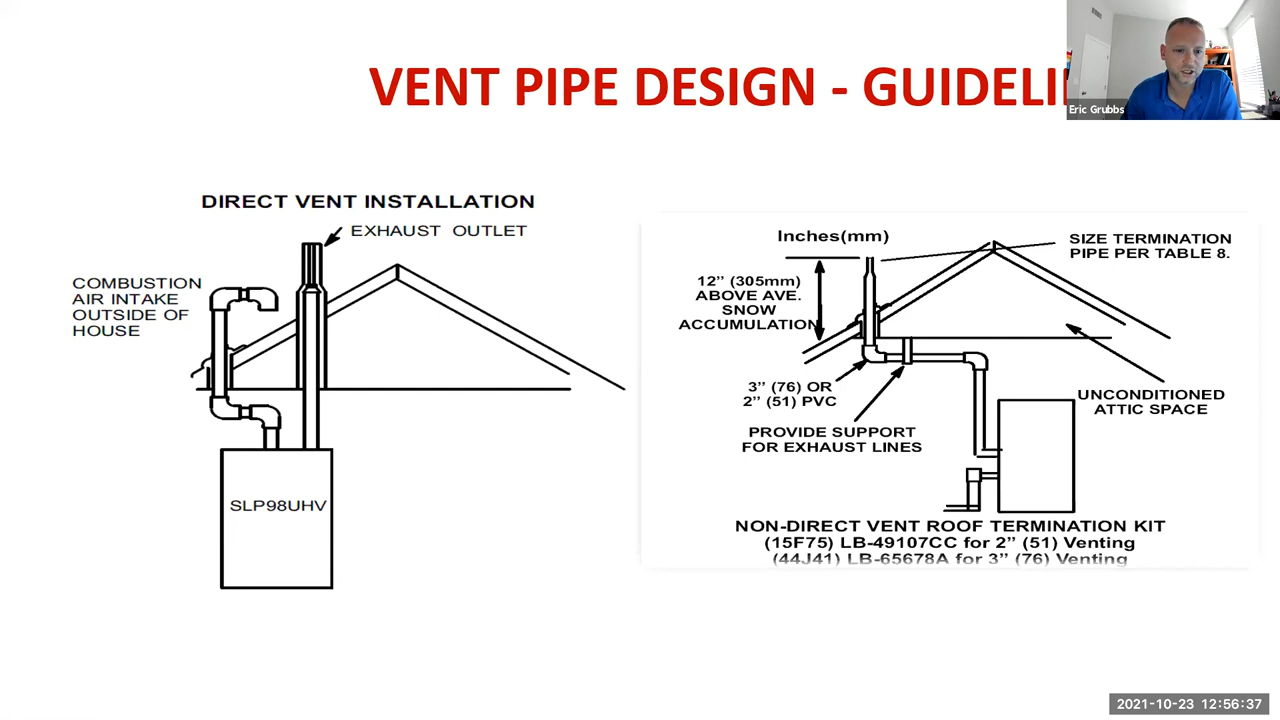 VENT PIPE DESIGN - GUIDELI
Eric Grubbs
DIRECT VENT INSTALLATION
EXHAUST OUTLET
COMBUSTION
AIR INTAKE
OUTSIDE OF
HOUSE
SLP98UHV
Inches(mm)
SIZE TERMINATION
PIPE PER TABLE 8.
12" (305mm)
ABOVE AVE.
SNOW
ACCUMULATION
3" (76) OR
2" (51) PVC
UNCONDITIONED
ATTIC SPACE
PROVIDE SUPPORT
FOR EXHAUST LINES
NON-DIRECT VENT ROOF TERMINATION KIT
(15F75) LB-49107CC for 2" (51) Venting
(44J41) LB-65678A for 3" (76) Venting
2021-10-23 12:56:37